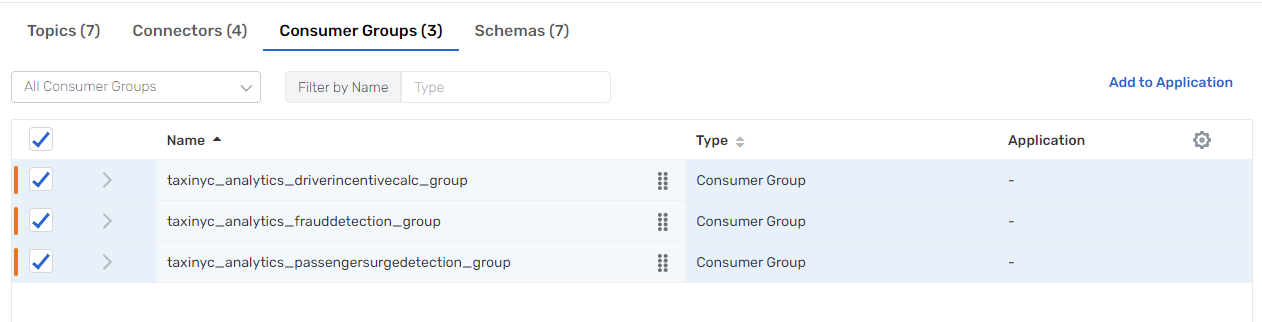 Topics (7) Connectors (4) Consumer Groups (3) Schemas (7)
All Consumer Groups Filter by Name Type Add to Application
Name Type Application
taxinyc_analytics_driverincentivecalc_group Consumer Group -
taxinyc_analytics_frauddetection_group Consumer Group -
taxinyc_analytics_passengersurgedetection_group Consumer Group -